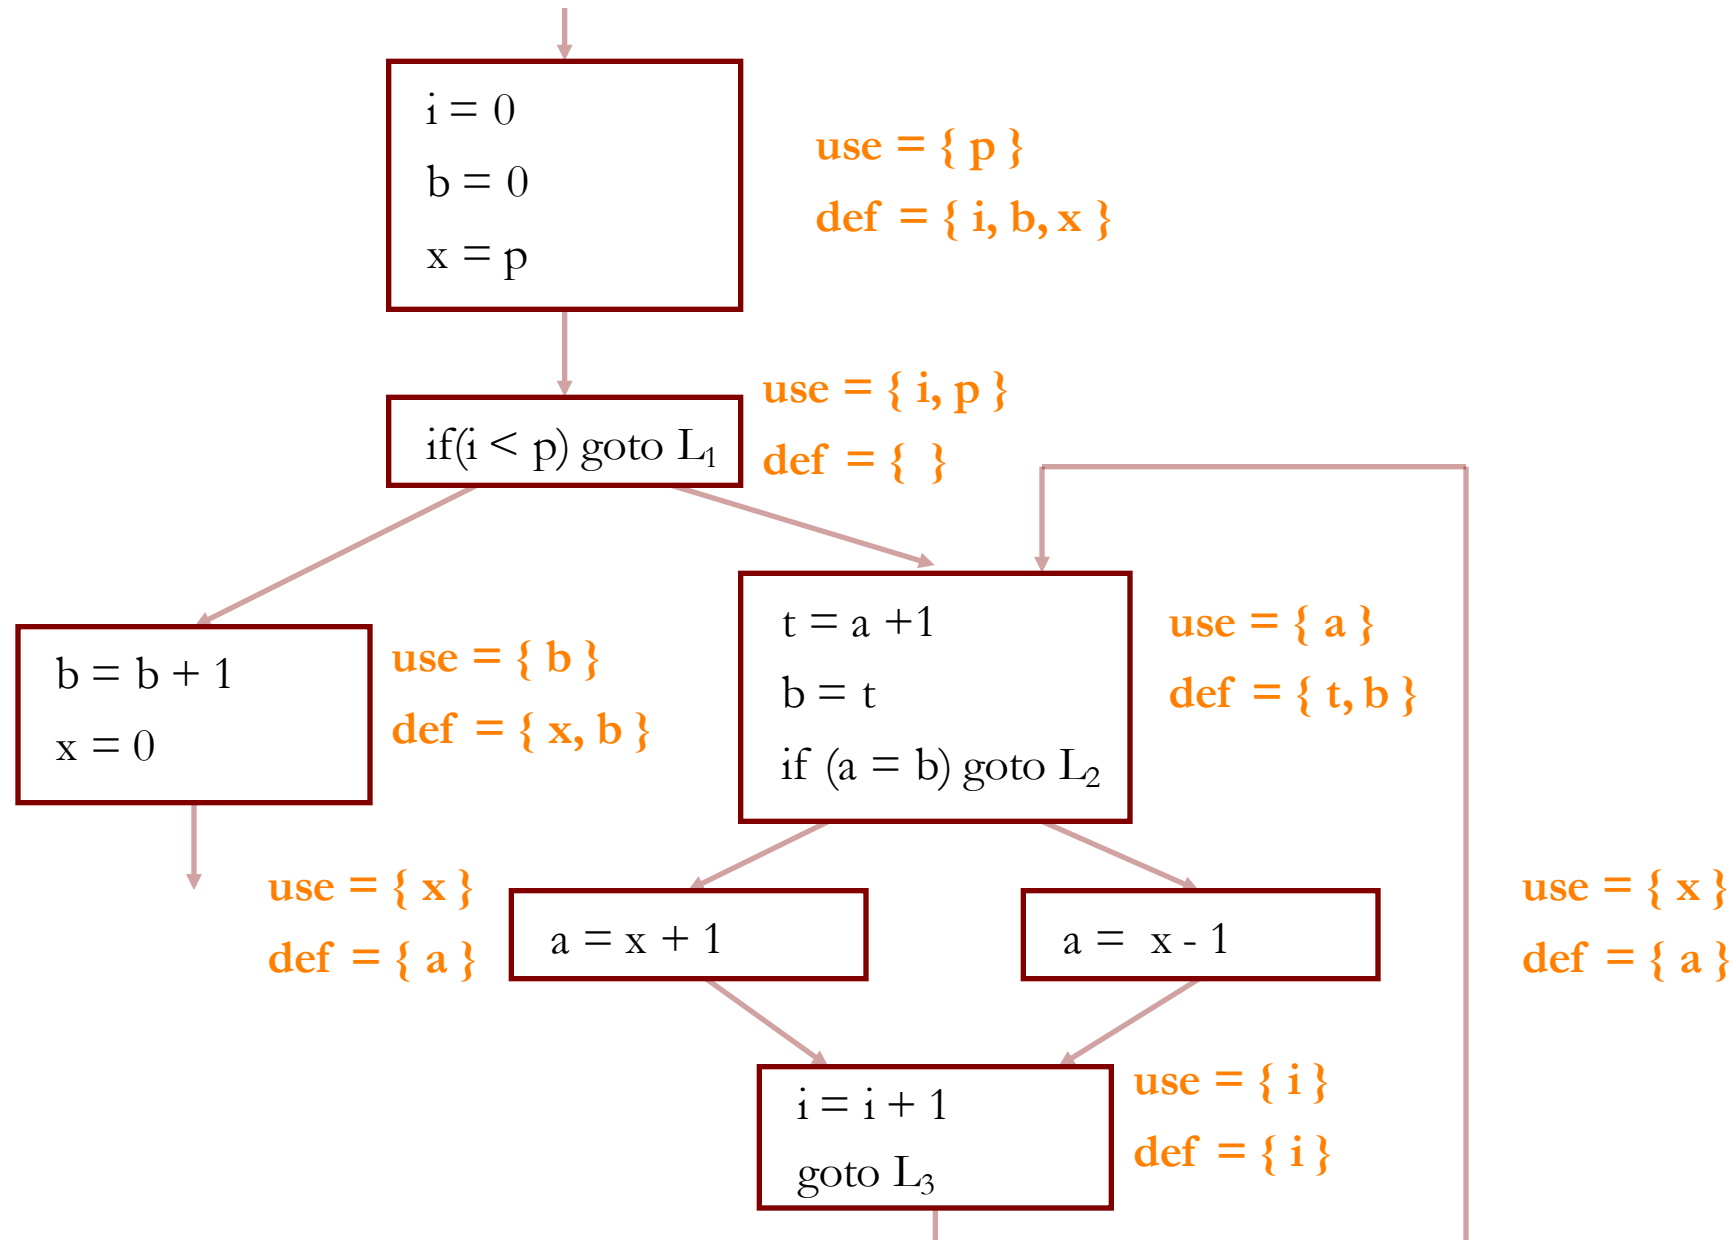 i = 0
b = 0
x = p
use = { p }
def = { i, b, x }
if(i < p) goto L₁
use = { i, p }
def = { }
b = b + 1
x = 0
use = { b }
def = { x, b }
t = a +1
b = t
if (a = b) goto L₂
use = { a }
def = { t, b }
use = { x }
def = { a }
a = x + 1
a = x - 1
use = { x }
def = { a }
i = i + 1
goto L₃
use = { i }
def = { i }